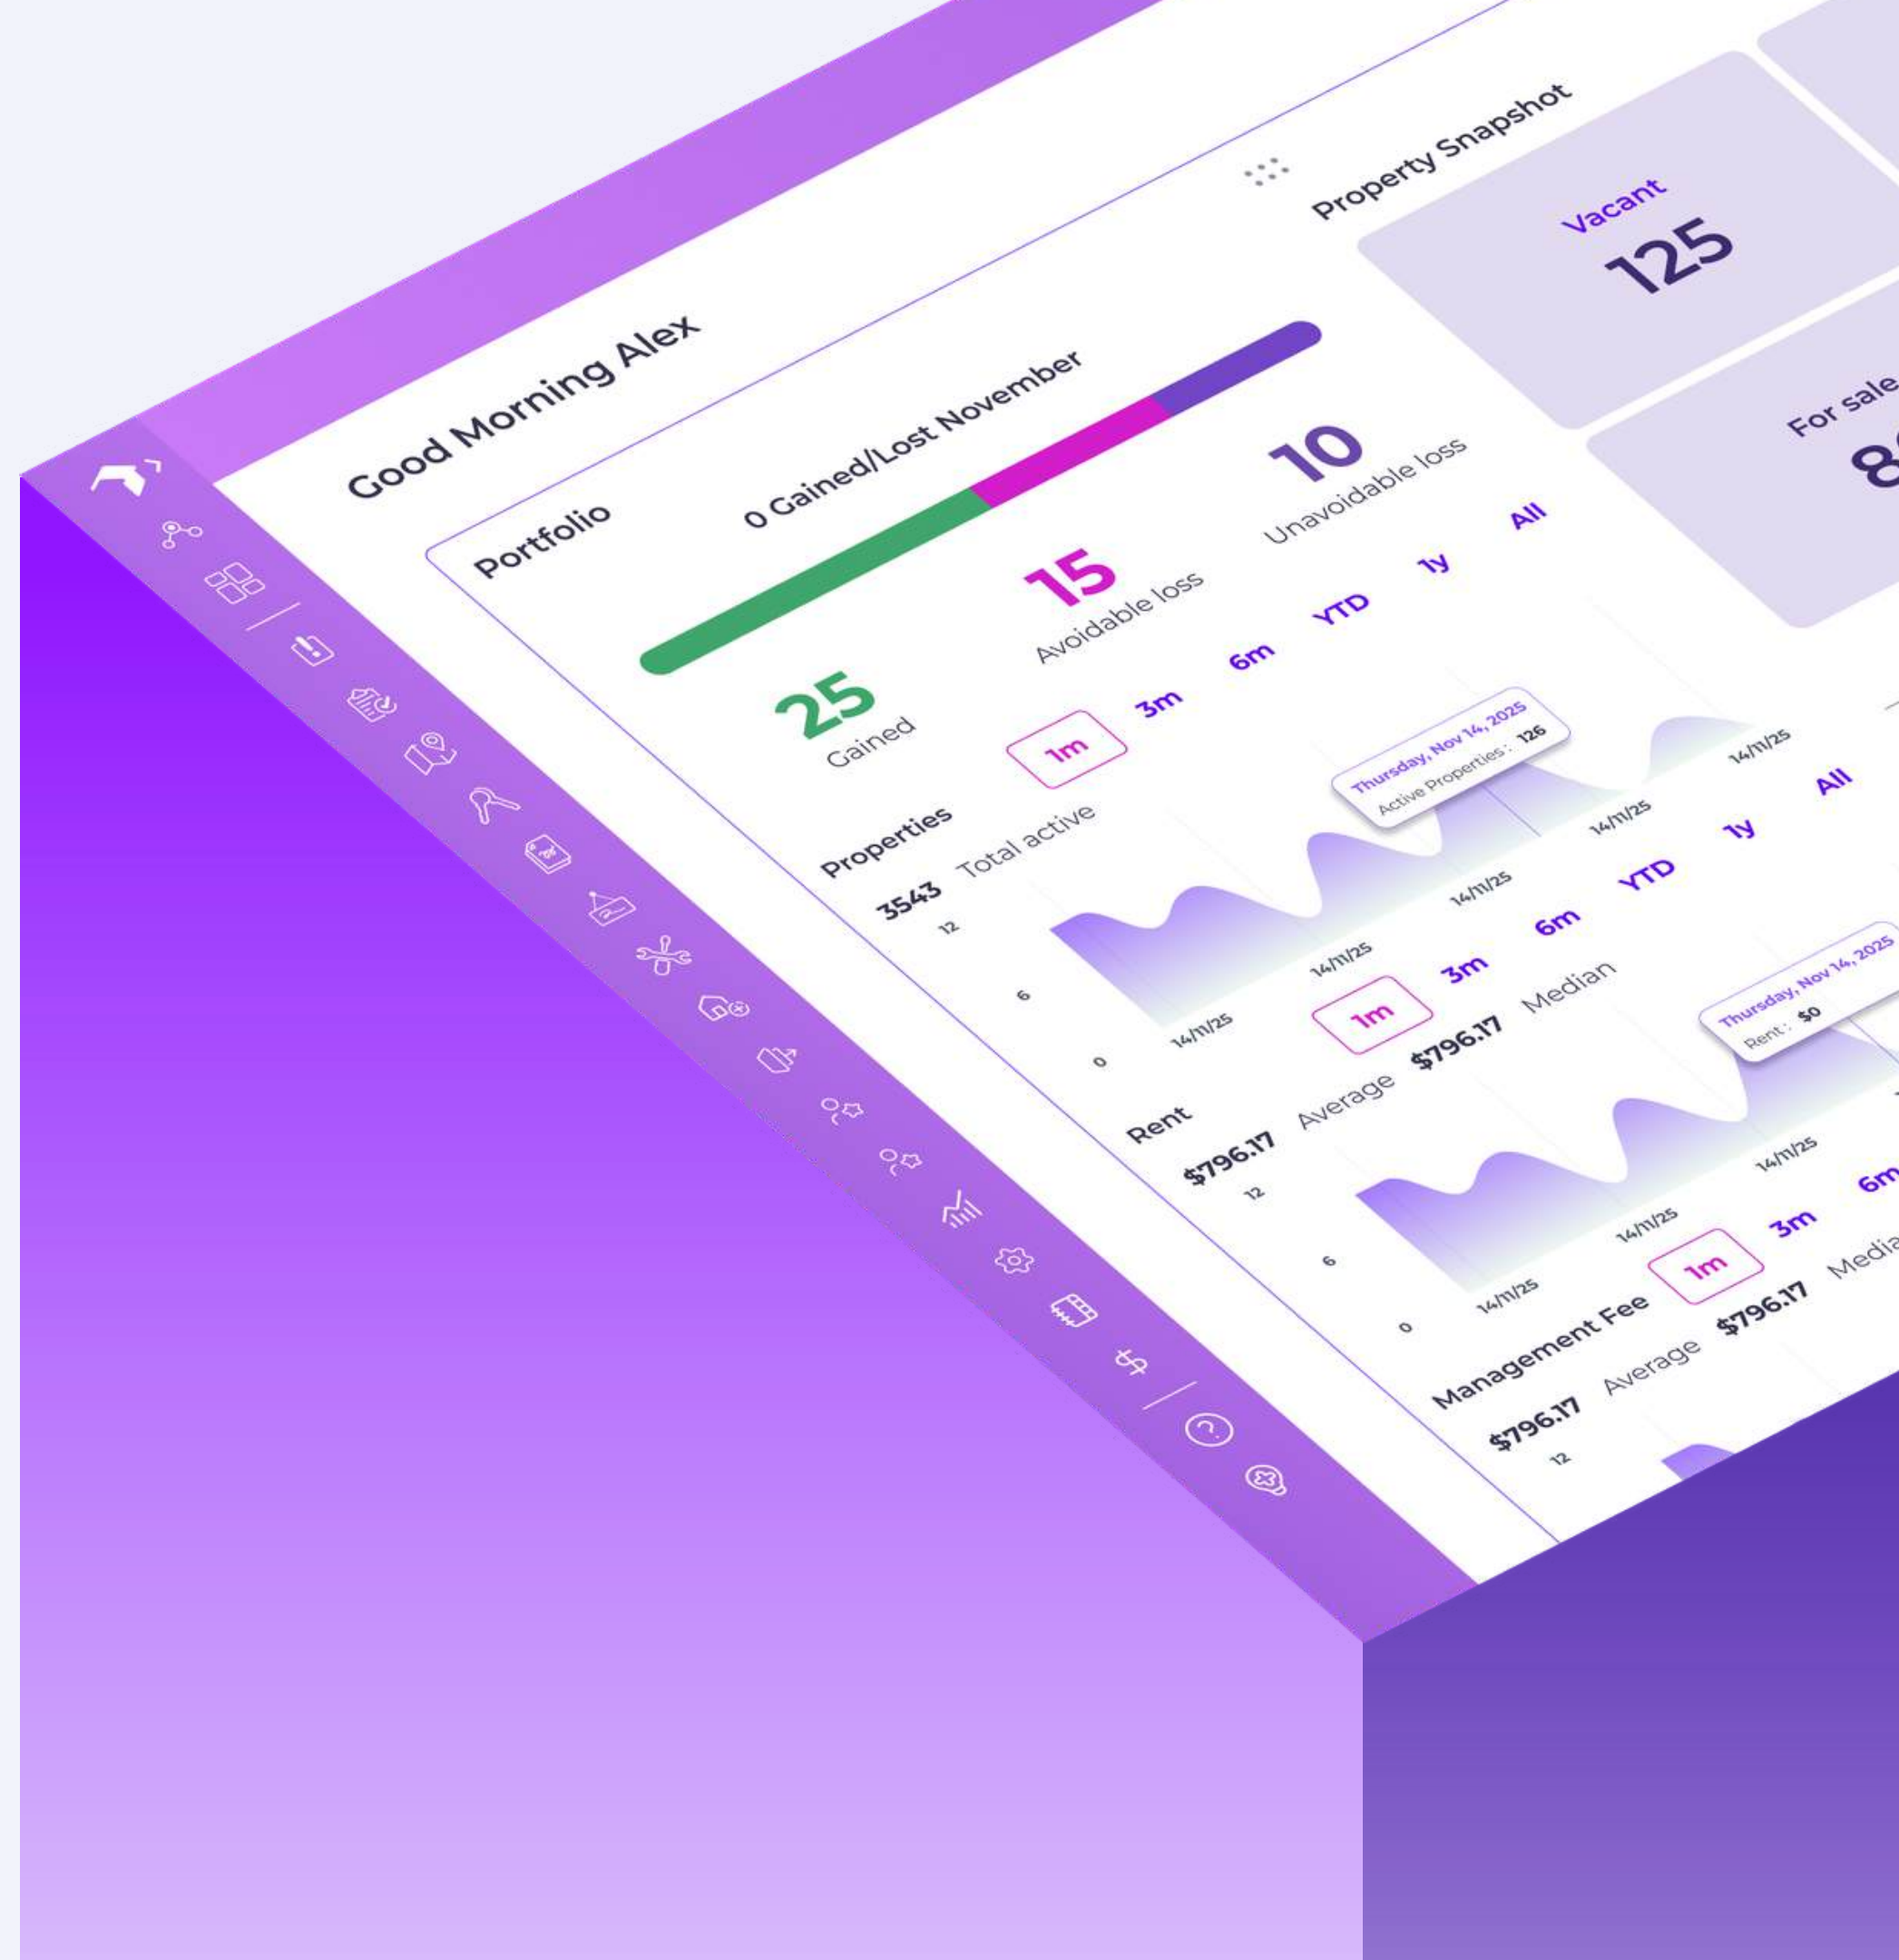 Good Morning Alex
Portfolio
0 Gained/Lost November
25
Gained
15
Avoidable loss
10
Unavoidable loss
Properties
1m 3m 6m YTD 1y All
3543 Total active
Thursday, Nov 14, 2025
Active Properties : 126
12
6
0
14/11/25 14/11/25 14/11/25 14/11/25 14/11/25
Rent
1m 3m 6m YTD 1y All
$796.17 Average $796.17 Median
Thursday, Nov 14, 2025
Rent : $0
12
6
0
14/11/25 14/11/25 14/11/25
Management Fee
1m 3m 6m
$796.17 Average $796.17
12
Property Snapshot
Vacant
125
For sale